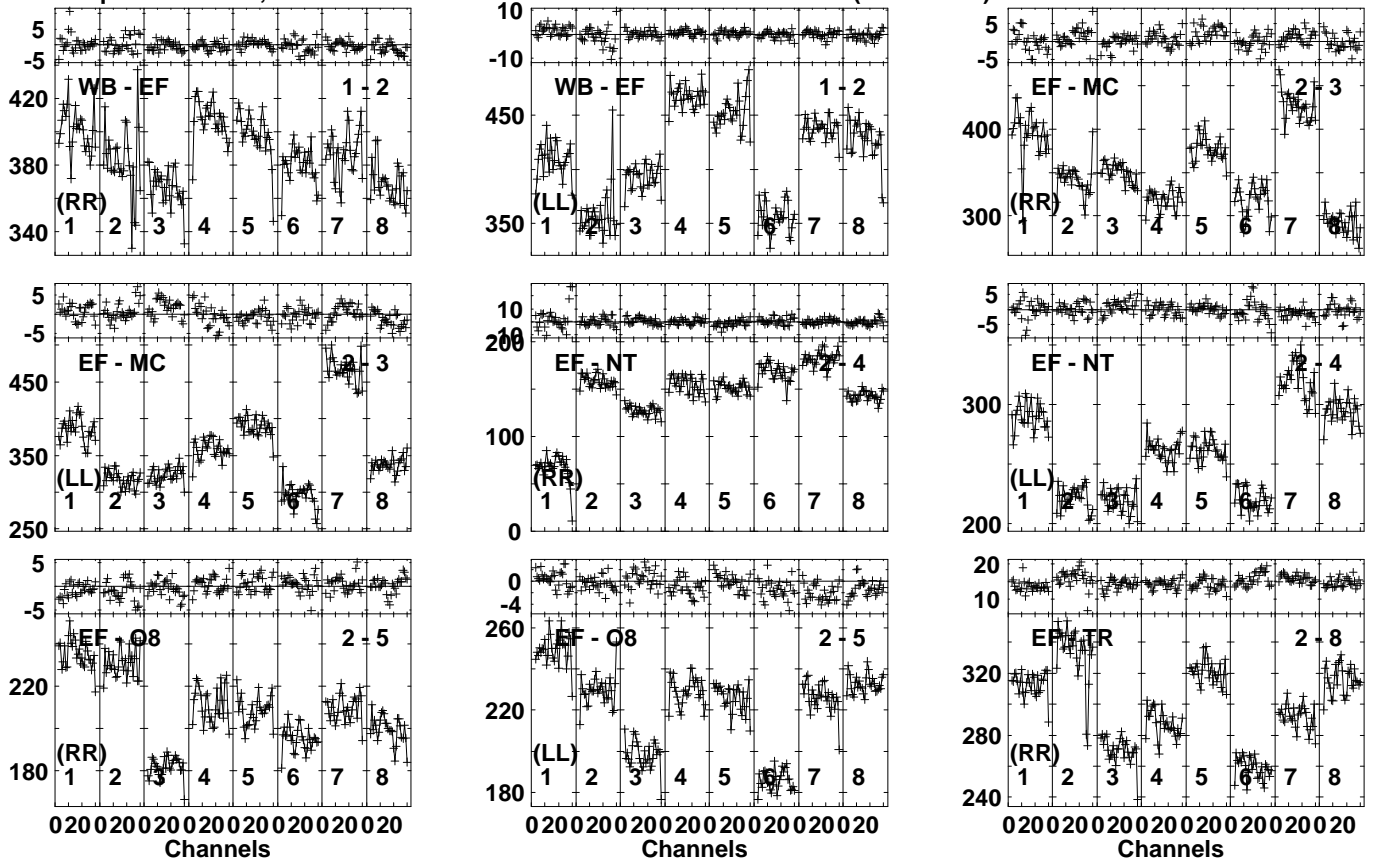 5
-5
WB - EF 1 - 2
420
380
340
(RR)
1 2 3 4 5 6 7 8
10
-10
WB - EF 1 - 2
450
350
(LL)
1 2 3 4 5 6 7 8
5
-5
EF - MC 2 - 3
400
300
(RR)
1 2 3 4 5 6 7 8
5
-5
EF - MC 2 - 3
450
350
250
(LL)
1 2 3 4 5 6 7 8
10
-10
200
EF - NT 2 - 4
100
0
(RR)
1 2 3 4 5 6 7 8
5
-5
EF - NT 2 - 4
300
200
(LL)
1 2 3 4 5 6 7 8
5
-5
EF - O8 2 - 5
220
180
(RR)
1 2 3 4 5 6 7 8
0 20 0 20 0 20 0 20 0 20 0 20 0 20 0 20
Channels
0
-4
260
EF - O8 2 - 5
220
180
(LL)
1 2 3 4 5 6 7 8
0 20 0 20 0 20 0 20 0 20 0 20 0 20 0 20
Channels
20
10
EF - TR 2 - 8
320
280
240
(RR)
1 2 3 4 5 6 7 8
0 20 0 20 0 20 0 20 0 20 0 20 0 20 0 20
Channels